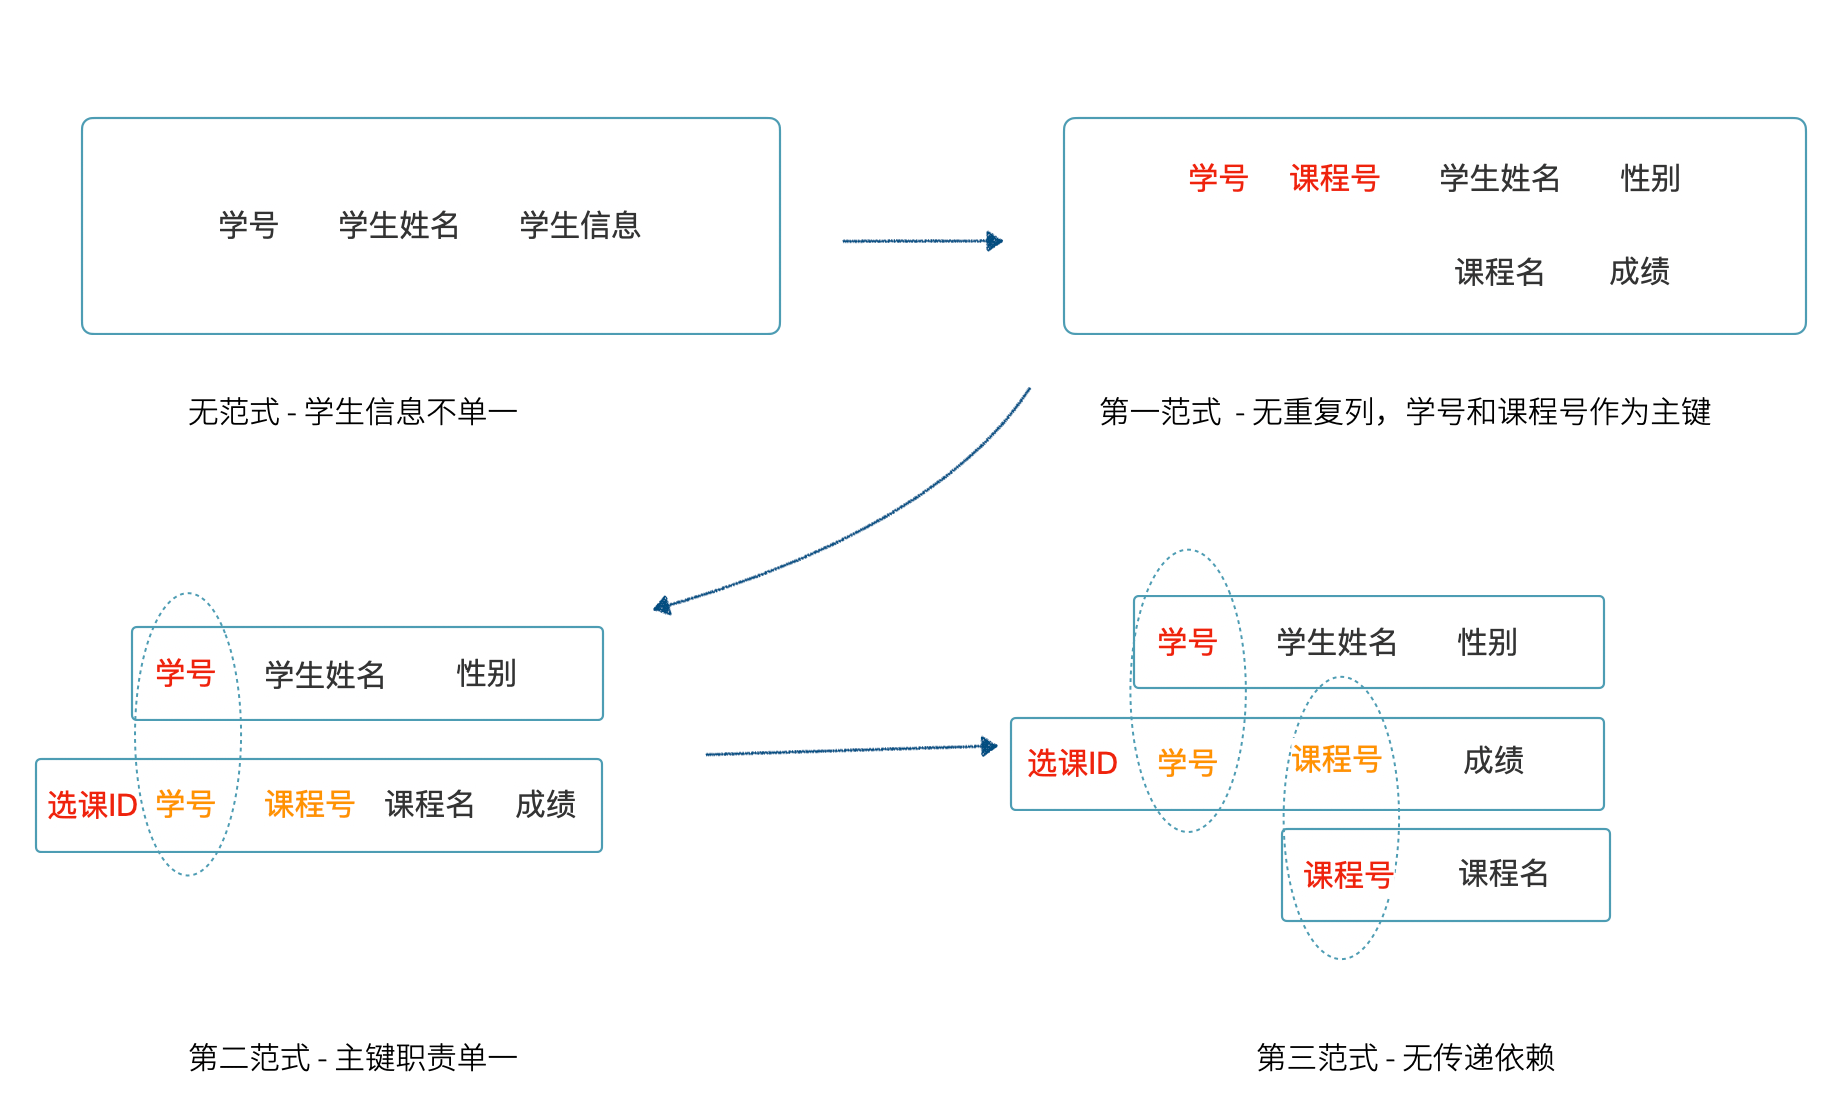 学号 学生姓名 学生信息
无范式 - 学生信息不单一
学号 课程号 学生姓名 性别
课程名 成绩
第一范式 - 无重复列，学号和课程号作为主键
学号 学生姓名 性别
选课ID 学号 课程号 课程名 成绩
第二范式 - 主键职责单一
学号 学生姓名 性别
选课ID 学号 课程号 成绩
课程号 课程名
第三范式 - 无传递依赖